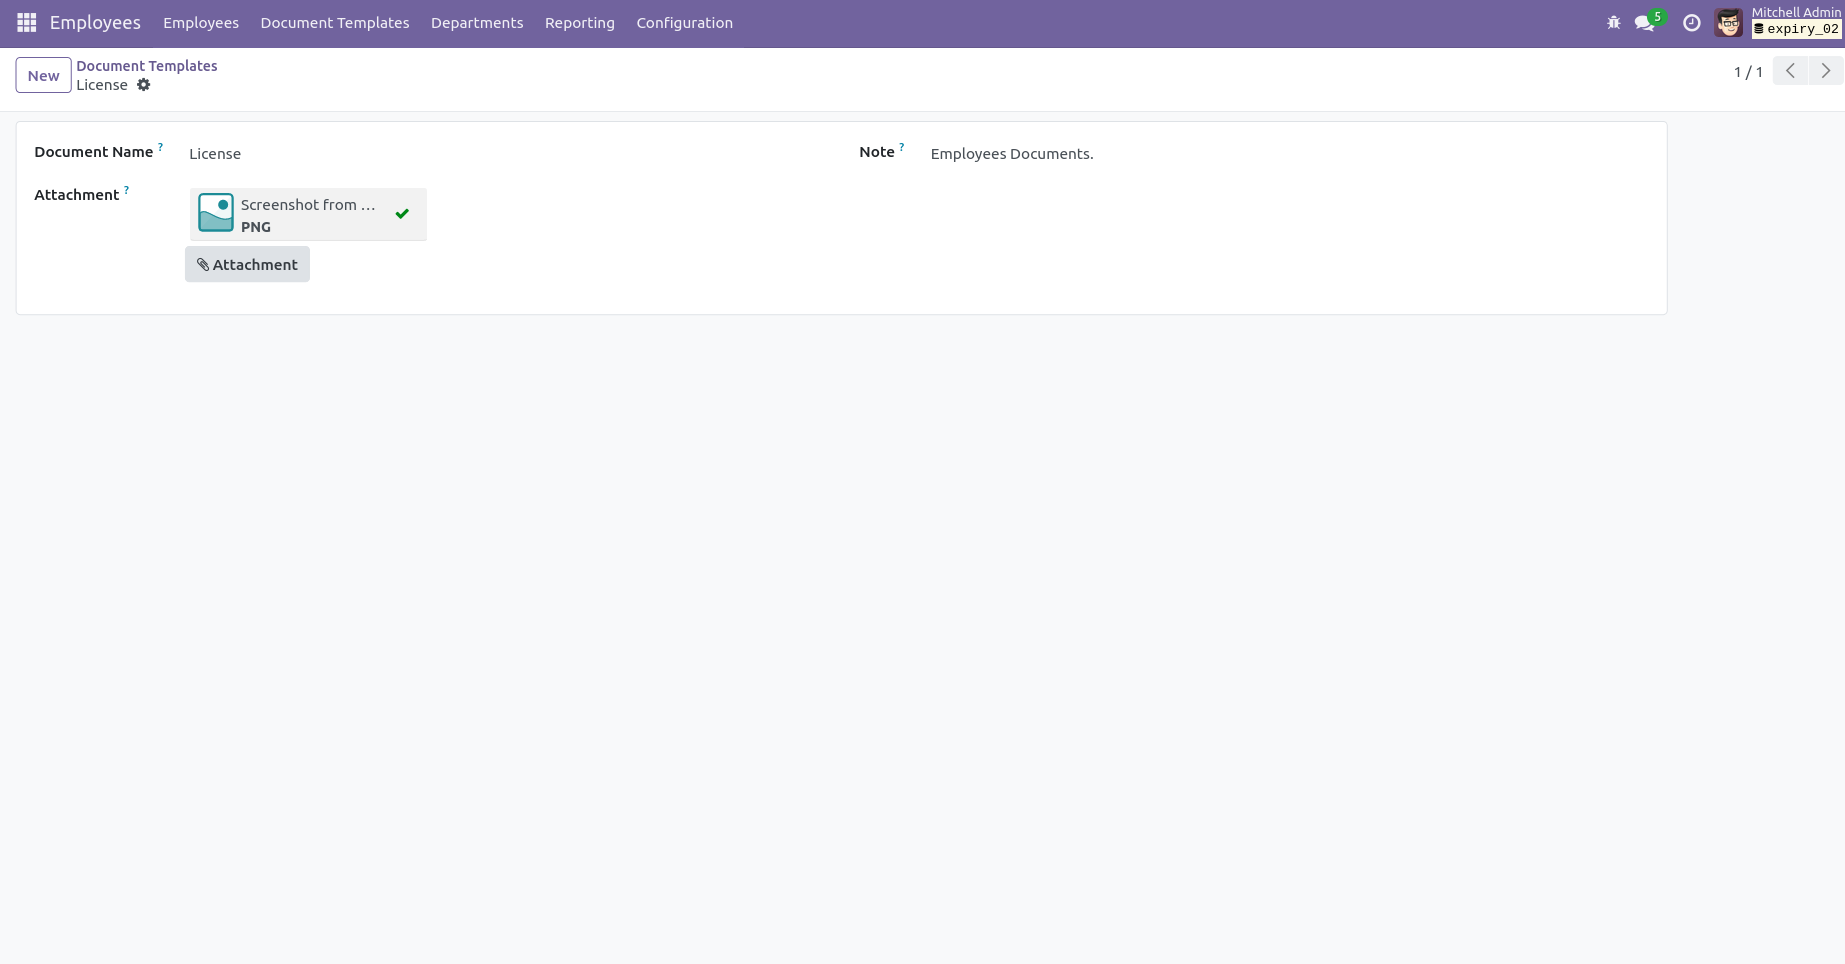 Employees Employees Document Templates Departments Reporting Configuration 5 Mitchell Admin
expiry_02
New Document Templates
License
1 / 1
Document Name ? License
Note ? Employees Documents.
Attachment ?
Screenshot from ...
PNG
Attachment